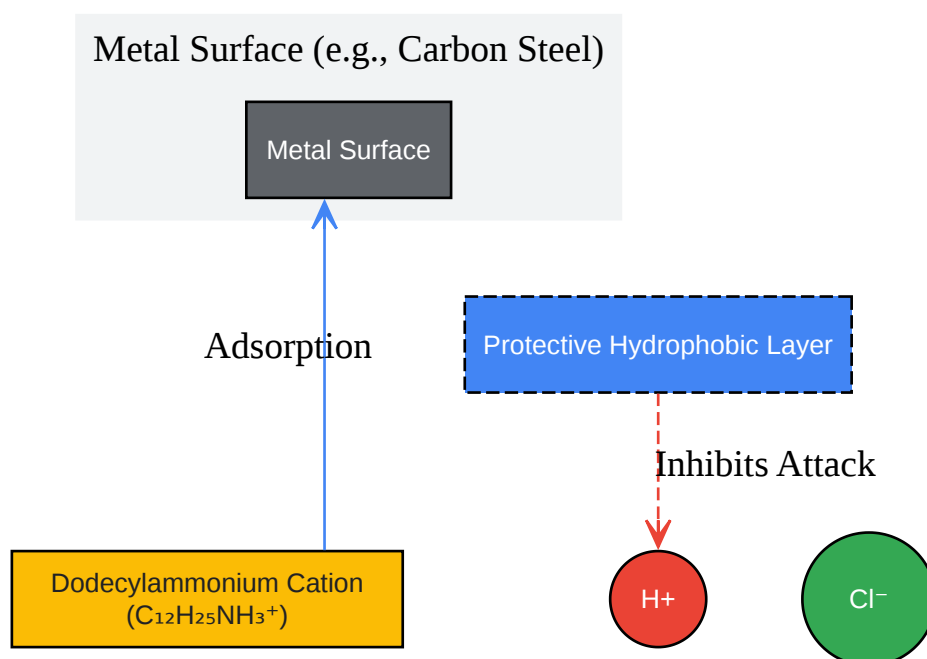 Metal Surface (e.g., Carbon Steel)
Metal Surface
Adsorption
Protective Hydrophobic Layer
Inhibits Attack
Dodecylammonium Cation
(C₁₂H₂₅NH₃⁺)
H+
Cl⁻